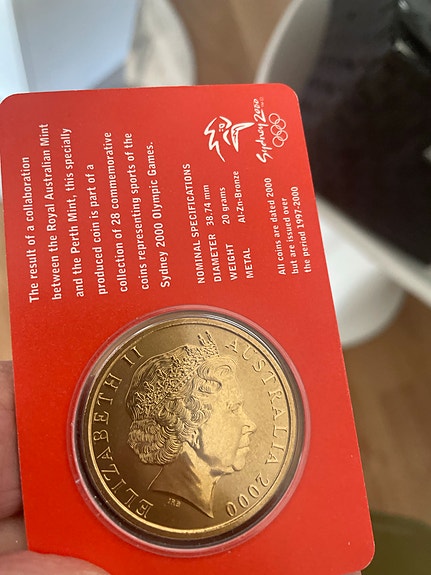 The result of a collaboration
between the Royal Australian Mint
and the Perth Mint, this specially
produced coin is part of a
collection of 28 commemorative
coins representing sports of the
Sydney 2000 Olympic Games.
NOMINAL SPECIFICATIONS
DIAMETER 38.74 mm
WEIGHT 20 grams
METAL Al-Zn-Bronze
Sydney 2000
All coins are dated 2000
but are issued over
the period 1997-2000
ELIZABETH II AUSTRALIA 2000
IRB